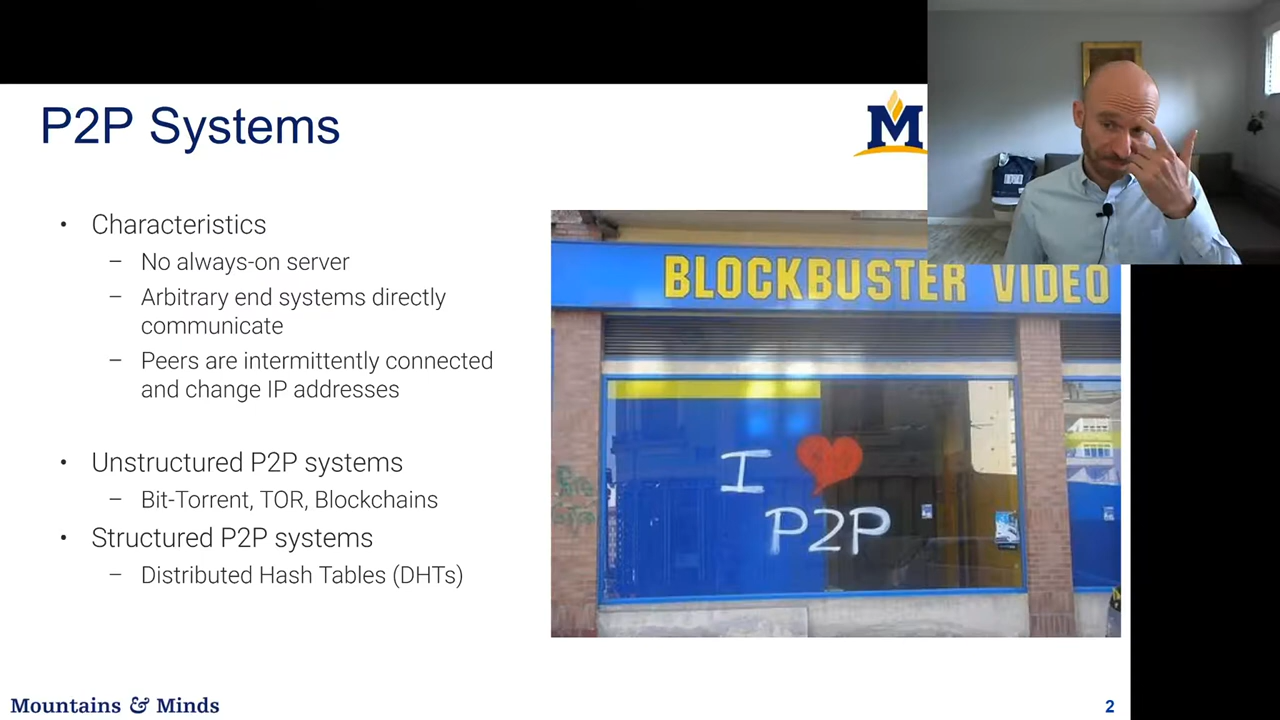 P2P Systems
M
• Characteristics
– No always-on server
– Arbitrary end systems directly
communicate
– Peers are intermittently connected
and change IP addresses
• Unstructured P2P systems
– Bit-Torrent, TOR, Blockchains
• Structured P2P systems
– Distributed Hash Tables (DHTs)
BLOCKBUSTER VIDEO
I ❤
P2P
Mountains & Minds
2